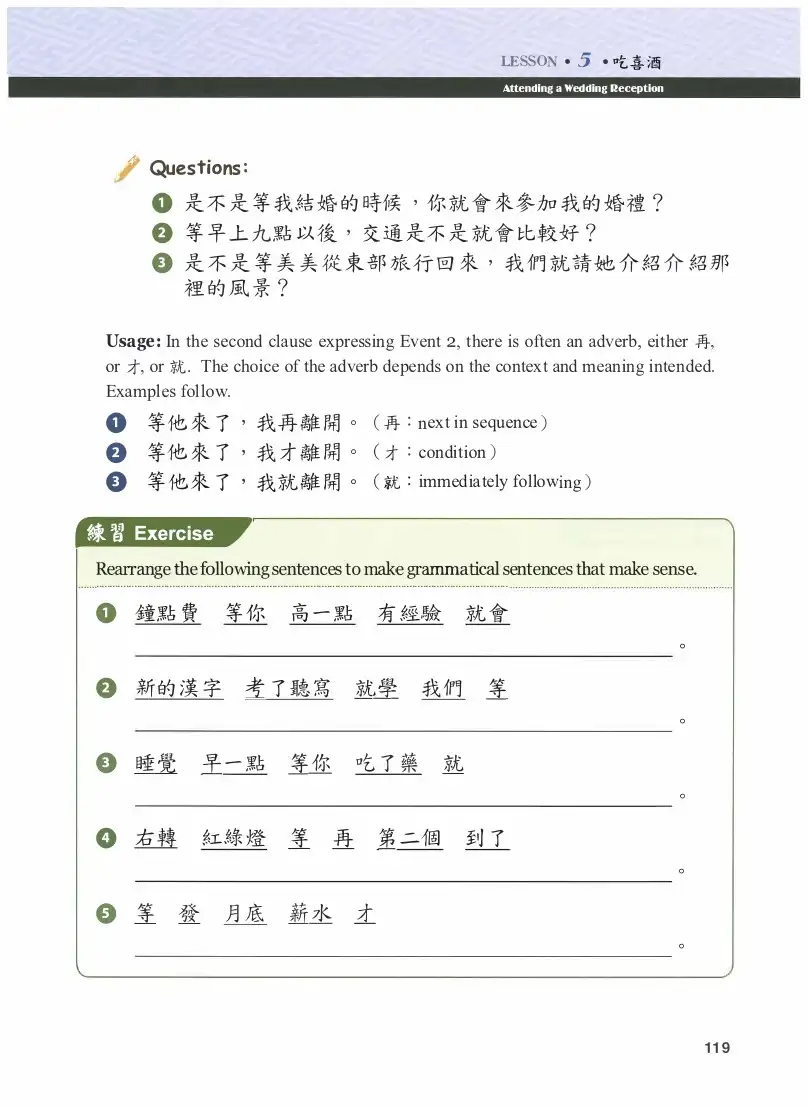 LESSON • 5 • 吃喜酒
Attending a Wedding Reception
Questions:
1 是不是等我結婚的時候，你就會來參加我的婚禮？
2 等早上九點以後，交通是不是就會比較好？
3 是不是等美美從東部旅行回來，我們就請她介紹介紹那
裡的風景？
Usage: In the second clause expressing Event 2, there is often an adverb, either 再,
or 才, or 就. The choice of the adverb depends on the context and meaning intended.
Examples follow.
1 等他來了，我再離開。（再：next in sequence）
2 等他來了，我才離開。（才：condition）
3 等他來了，我就離開。（就：immediately following）
練習 Exercise
Rearrange the following sentences to make grammatical sentences that make sense.
1 鐘點費 等你 高一點 有經驗 就會
。
2 新的漢字 考了聽寫 就學 我們 等
。
3 睡覺 早一點 等你 吃了藥 就
。
4 右轉 紅綠燈 等 再 第二個 到了
。
5 等 發 月底 薪水 才
。
119